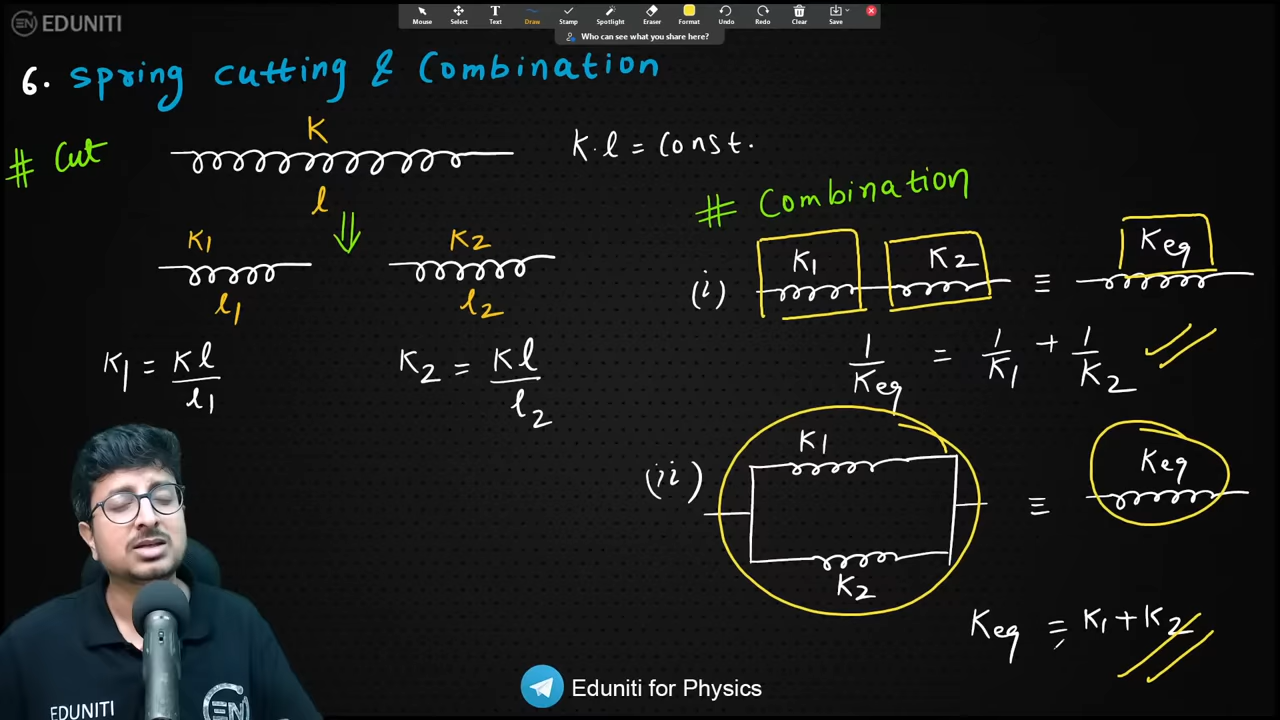 EDUNITI
Mouse Select Text Draw Stamp Spotlight Eraser Format Undo Redo Clear Save
Who can see what you share here?
6. Spring Cutting & Combination
# Cut
K
l
K.l = Const.
K1 K2
l1 l2
K1 = Kl/l1
K2 = Kl/l2
# Combination
(i) K1 K2 ≡ Keq
1/Keq = 1/K1 + 1/K2
(ii) K1 K2 ≡ Keq
Keq = K1 + K2
Eduniti for Physics
EDUNITI
EN